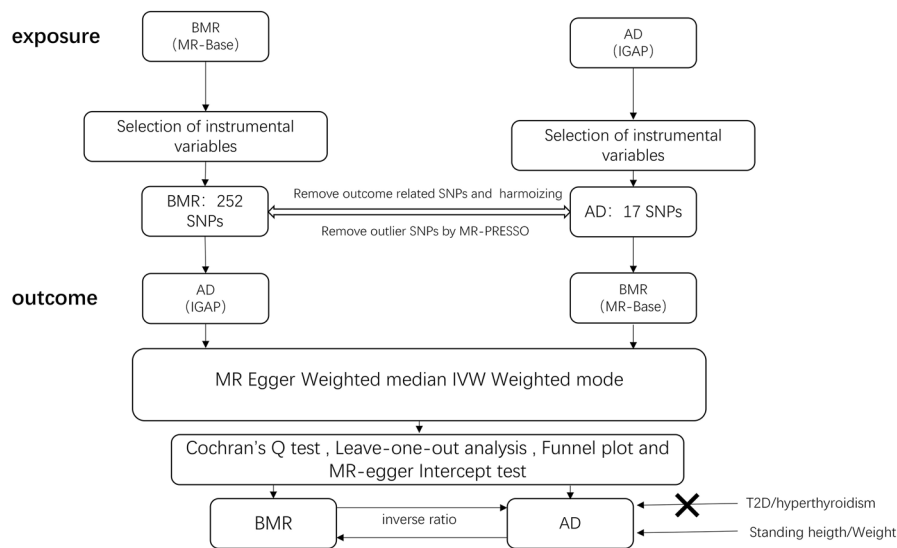 exposure
BMR
（MR-Base）
AD
（IGAP）
Selection of instrumental
variables
Selection of instrumental
variables
BMR：252
SNPs
Remove outcome related SNPs and harmoizing
Remove outlier SNPs by MR-PRESSO
AD：17 SNPs
outcome
AD
（IGAP）
BMR
（MR-Base）
MR Egger Weighted median IVW Weighted mode
Cochran’s Q test , Leave-one-out analysis , Funnel plot and
MR-egger Intercept test
BMR
inverse ratio
AD
T2D/hyperthyroidism
Standing heigth/Weight